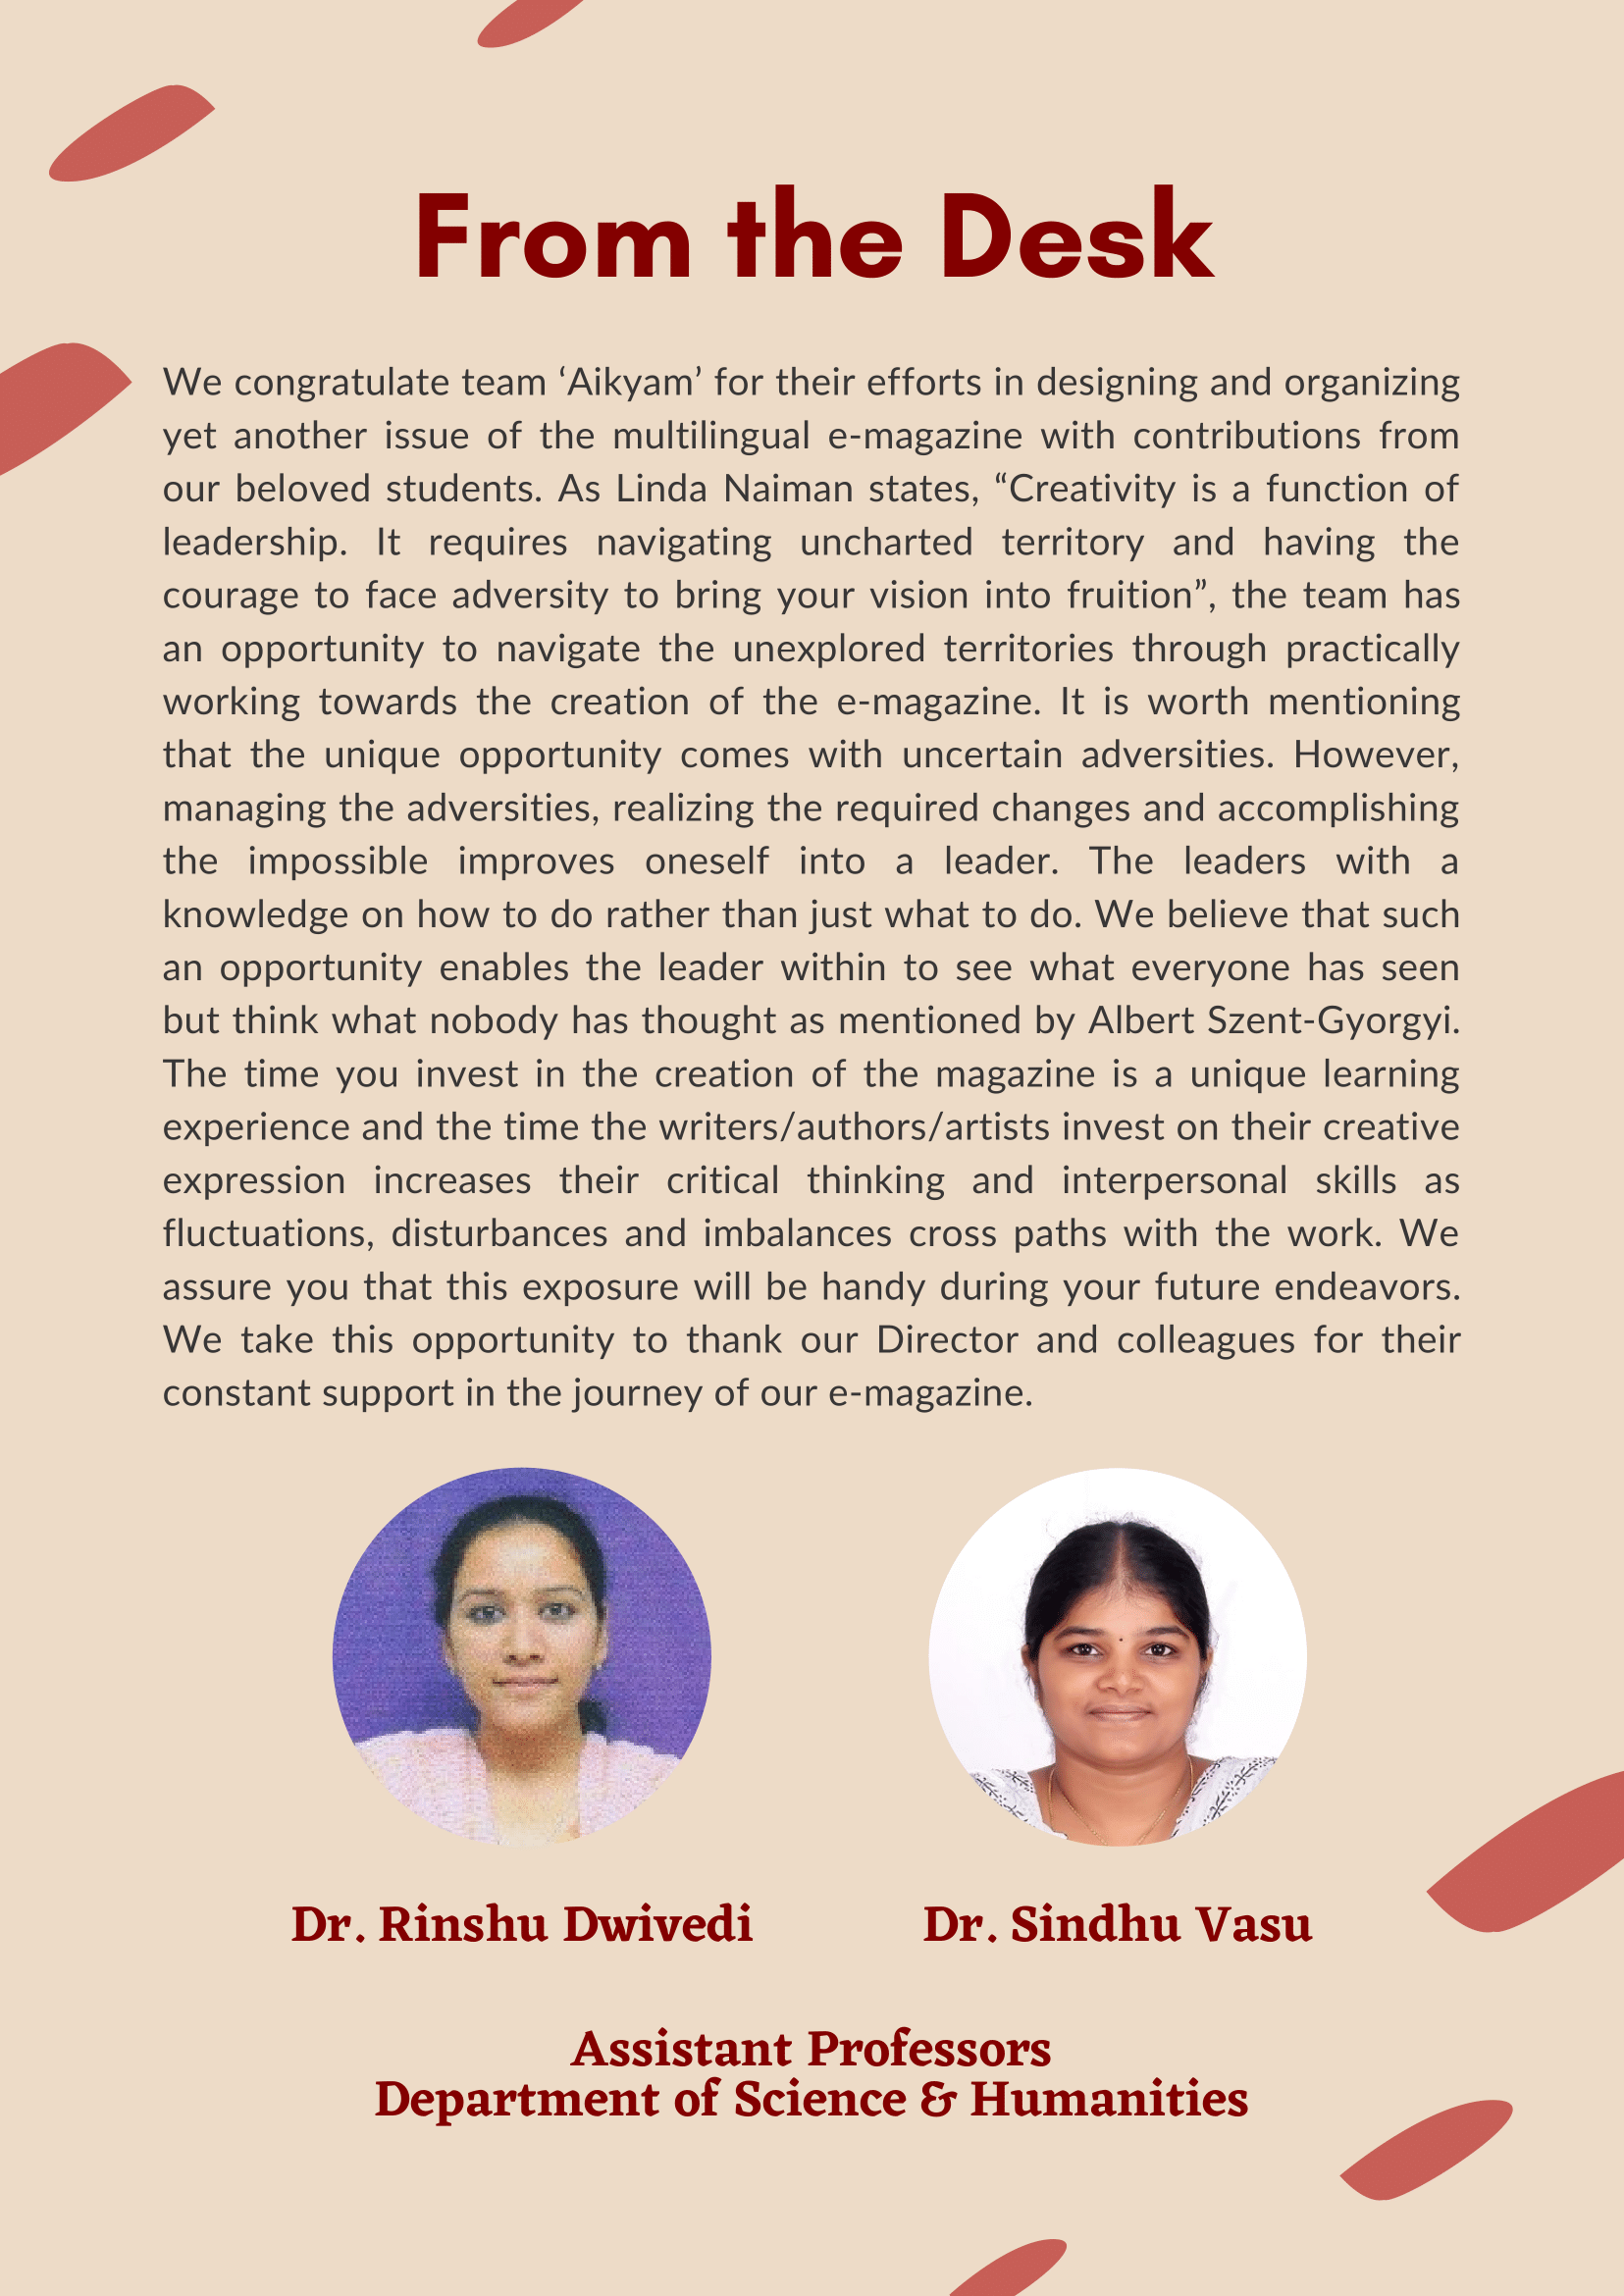 From the Desk
We congratulate team ‘Aikyam’ for their efforts in designing and organizing
yet another issue of the multilingual e-magazine with contributions from
our beloved students. As Linda Naiman states, “Creativity is a function of
leadership. It requires navigating uncharted territory and having the
courage to face adversity to bring your vision into fruition”, the team has
an opportunity to navigate the unexplored territories through practically
working towards the creation of the e-magazine. It is worth mentioning
that the unique opportunity comes with uncertain adversities. However,
managing the adversities, realizing the required changes and accomplishing
the impossible improves oneself into a leader. The leaders with a
knowledge on how to do rather than just what to do. We believe that such
an opportunity enables the leader within to see what everyone has seen
but think what nobody has thought as mentioned by Albert Szent-Gyorgyi.
The time you invest in the creation of the magazine is a unique learning
experience and the time the writers/authors/artists invest on their creative
expression increases their critical thinking and interpersonal skills as
fluctuations, disturbances and imbalances cross paths with the work. We
assure you that this exposure will be handy during your future endeavors.
We take this opportunity to thank our Director and colleagues for their
constant support in the journey of our e-magazine.
Dr. Rinshu Dwivedi
Dr. Sindhu Vasu
Assistant Professors
Department of Science & Humanities